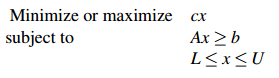 Minimize or maximize cx
subject to Ax ≥ b
L ≤ x ≤ U